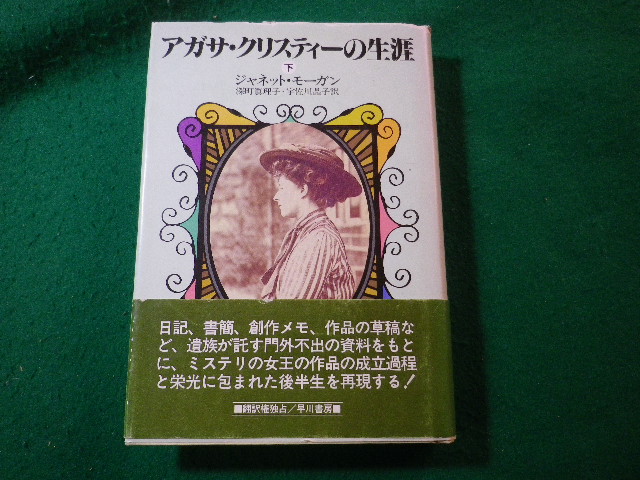 アガサ・クリスティーの生涯
下
ジャネット・モーガン
深町眞理子・宇佐川晶子訳
日記、書簡、創作メモ、作品の草稿な
ど、遺族が託す門外不出の資料をもと
に、ミステリの女王の作品の成立過程
と栄光に包まれた後半生を再現する!
■翻訳権独占/早川書房■